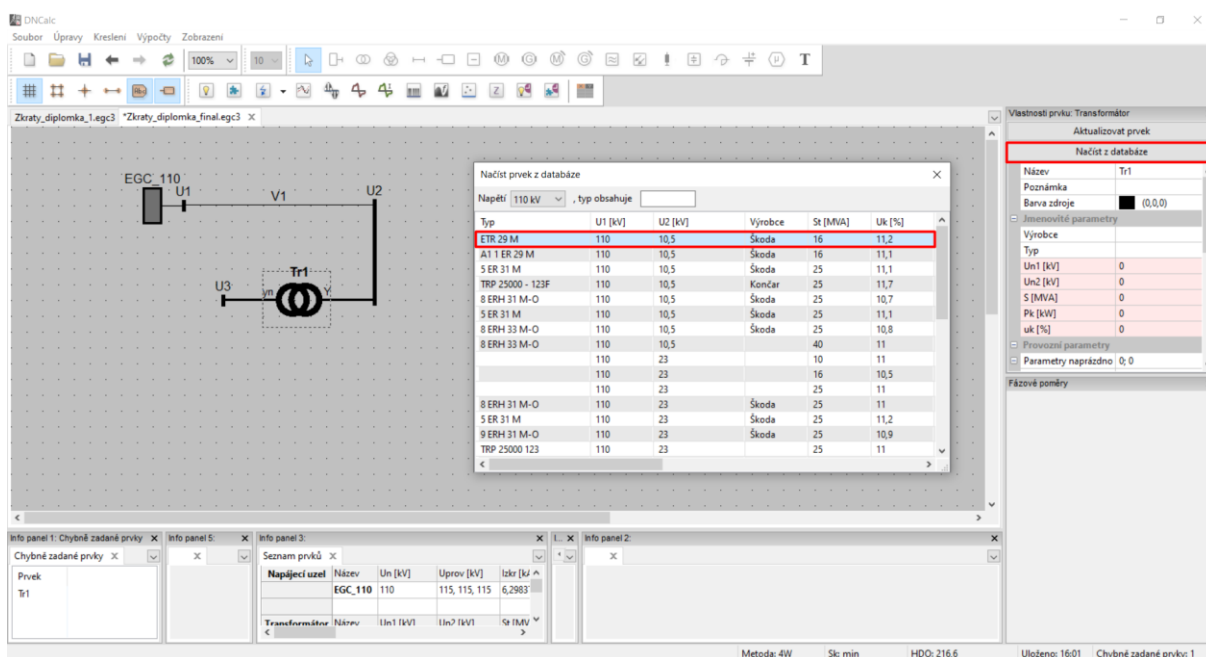 DNCalc
Soubor Úpravy Kreslení Výpočty Zobrazení
100% 10 T
Zkraty_diplomka_1.egc3 *Zkraty_diplomka_final.egc3 X
EGC_110
U1
V1
U2
U3
Tr1
yn
Y
Načíst prvek z databáze
Napětí 110 kV , typ obsahuje
Typ U1 [kV] U2 [kV] Výrobce St [MVA] Uk [%]
ETR 29 M 110 10,5 Škoda 16 11,2
A1 1 ER 29 M 110 10,5 Škoda 16 11,1
5 ER 31 M 110 10,5 Škoda 25 11,1
TRP 25000 - 123F 110 10,5 Končar 25 11,7
8 ERH 31 M-O 110 10,5 Škoda 25 10,7
5 ER 31 M 110 10,5 Škoda 25 11,1
8 ERH 33 M-O 110 10,5 Škoda 25 10,8
8 ERH 33 M-O 110 10,5 40 11
110 23 10 11
110 23 16 10,5
110 23 25 11
8 ERH 31 M-O 110 23 Škoda 25 11
5 ER 31 M 110 23 Škoda 25 11,2
9 ERH 31 M-O 110 23 Škoda 25 10,9
TRP 25000 123 110 23 25 11
Vlastnosti prvku: Transformátor
Aktualizovat prvek
Načíst z databáze
Název Tr1
Poznámka
Barva zdroje (0,0,0)
Jmenovité parametry
Výrobce
Typ
Un1 [kV] 0
Un2 [kV] 0
S [MVA] 0
Pk [kW] 0
uk [%] 0
Provozní parametry
Parametry naprázdno 0; 0
Fázové poměry
Info panel 1: Chybně zadané prvky X Info panel 5: X Info panel 3: X I... X Info panel 2: X
Chybně zadané prvky X X Seznam prvků X X
Prvek
Tr1
Napájecí uzel Název Un [kV] Uprov [kV] Izkr [k
EGC_110 110 115, 115, 115 6,2983
Transformátor Název Un1 [kV] Un2 [kV] St [MV
Metoda: 4W Sk: min HDO: 216.6 Uloženo: 16:01 Chybně zadané prvky: 1